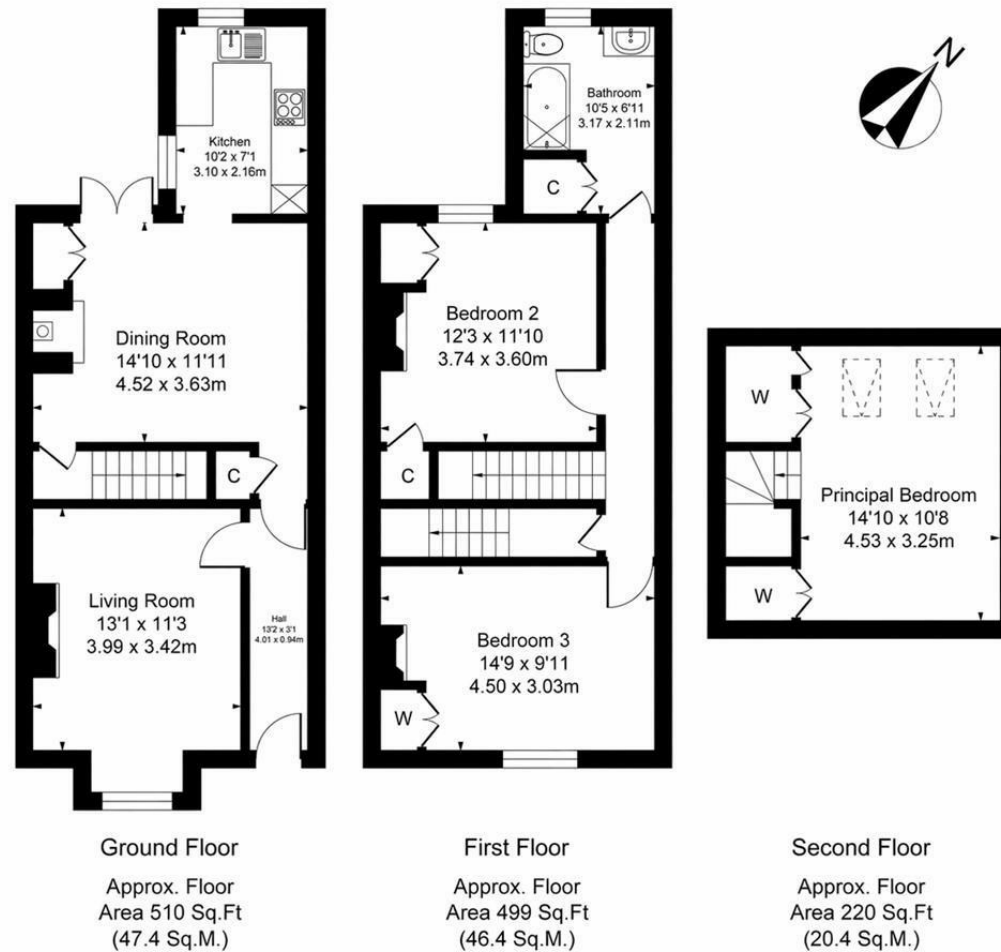 N
Kitchen
10'2 x 7'1
3.10 x 2.16m
Dining Room
14'10 x 11'11
4.52 x 3.63m
C
Living Room
13'1 x 11'3
3.99 x 3.42m
Hall
13'2 x 3'1
4.01 x 0.94m
Ground Floor
Approx. Floor
Area 510 Sq.Ft
(47.4 Sq.M.)
Bathroom
10'5 x 6'11
3.17 x 2.11m
C
Bedroom 2
12'3 x 11'10
3.74 x 3.60m
C
Bedroom 3
14'9 x 9'11
4.50 x 3.03m
W
First Floor
Approx. Floor
Area 499 Sq.Ft
(46.4 Sq.M.)
W
Principal Bedroom
14'10 x 10'8
4.53 x 3.25m
W
Second Floor
Approx. Floor
Area 220 Sq.Ft
(20.4 Sq.M.)